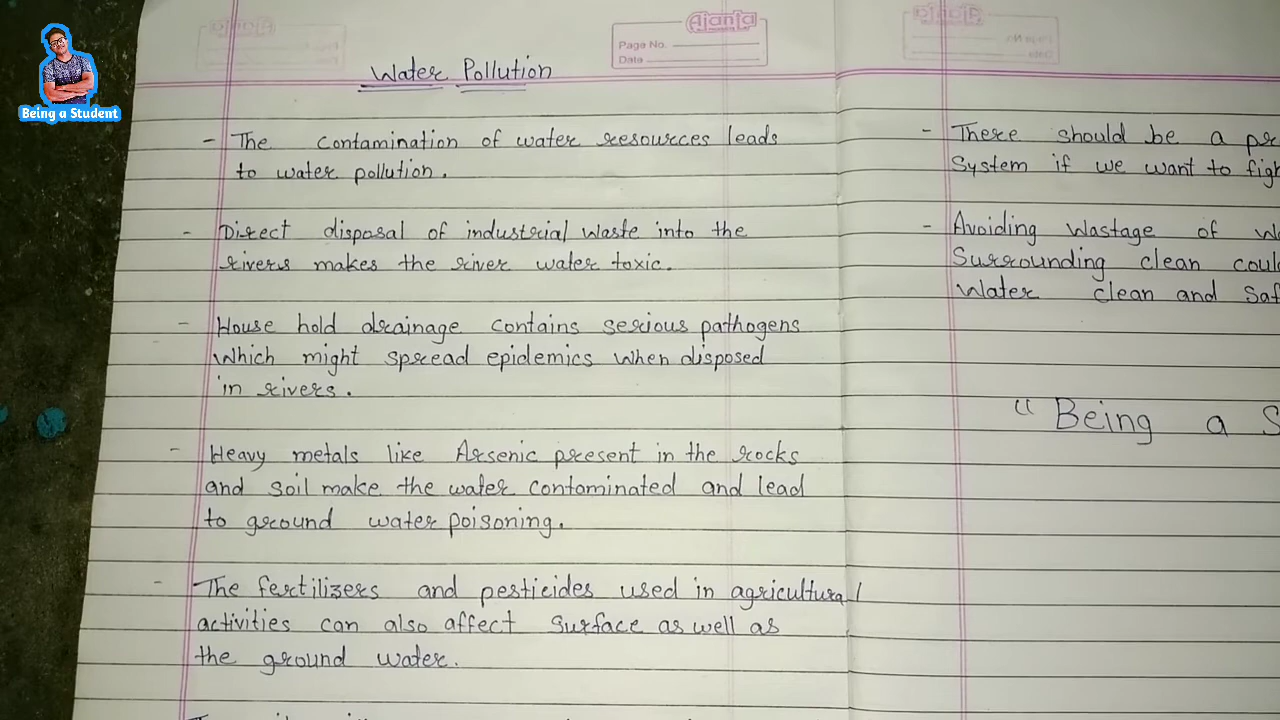 Being a Student
Ajanta
Page No.
Date
Water Pollution
- The contamination of water resources leads
to water pollution.
- Direct disposal of industrial waste into the
rivers makes the river water toxic.
- House hold drainage contains serious pathogens
which might spread epidemics when disposed
in rivers.
- Heavy metals like Arsenic present in the rocks
and soil make the water contaminated and lead
to ground water poisoning.
- The fertilizers and pesticides used in agricultural
activities can also affect surface as well as
the ground water.
- There should be a pr
System if we want to figh
- Avoiding Wastage of W
Surrounding clean coul
Water clean and Saf
"Being a S